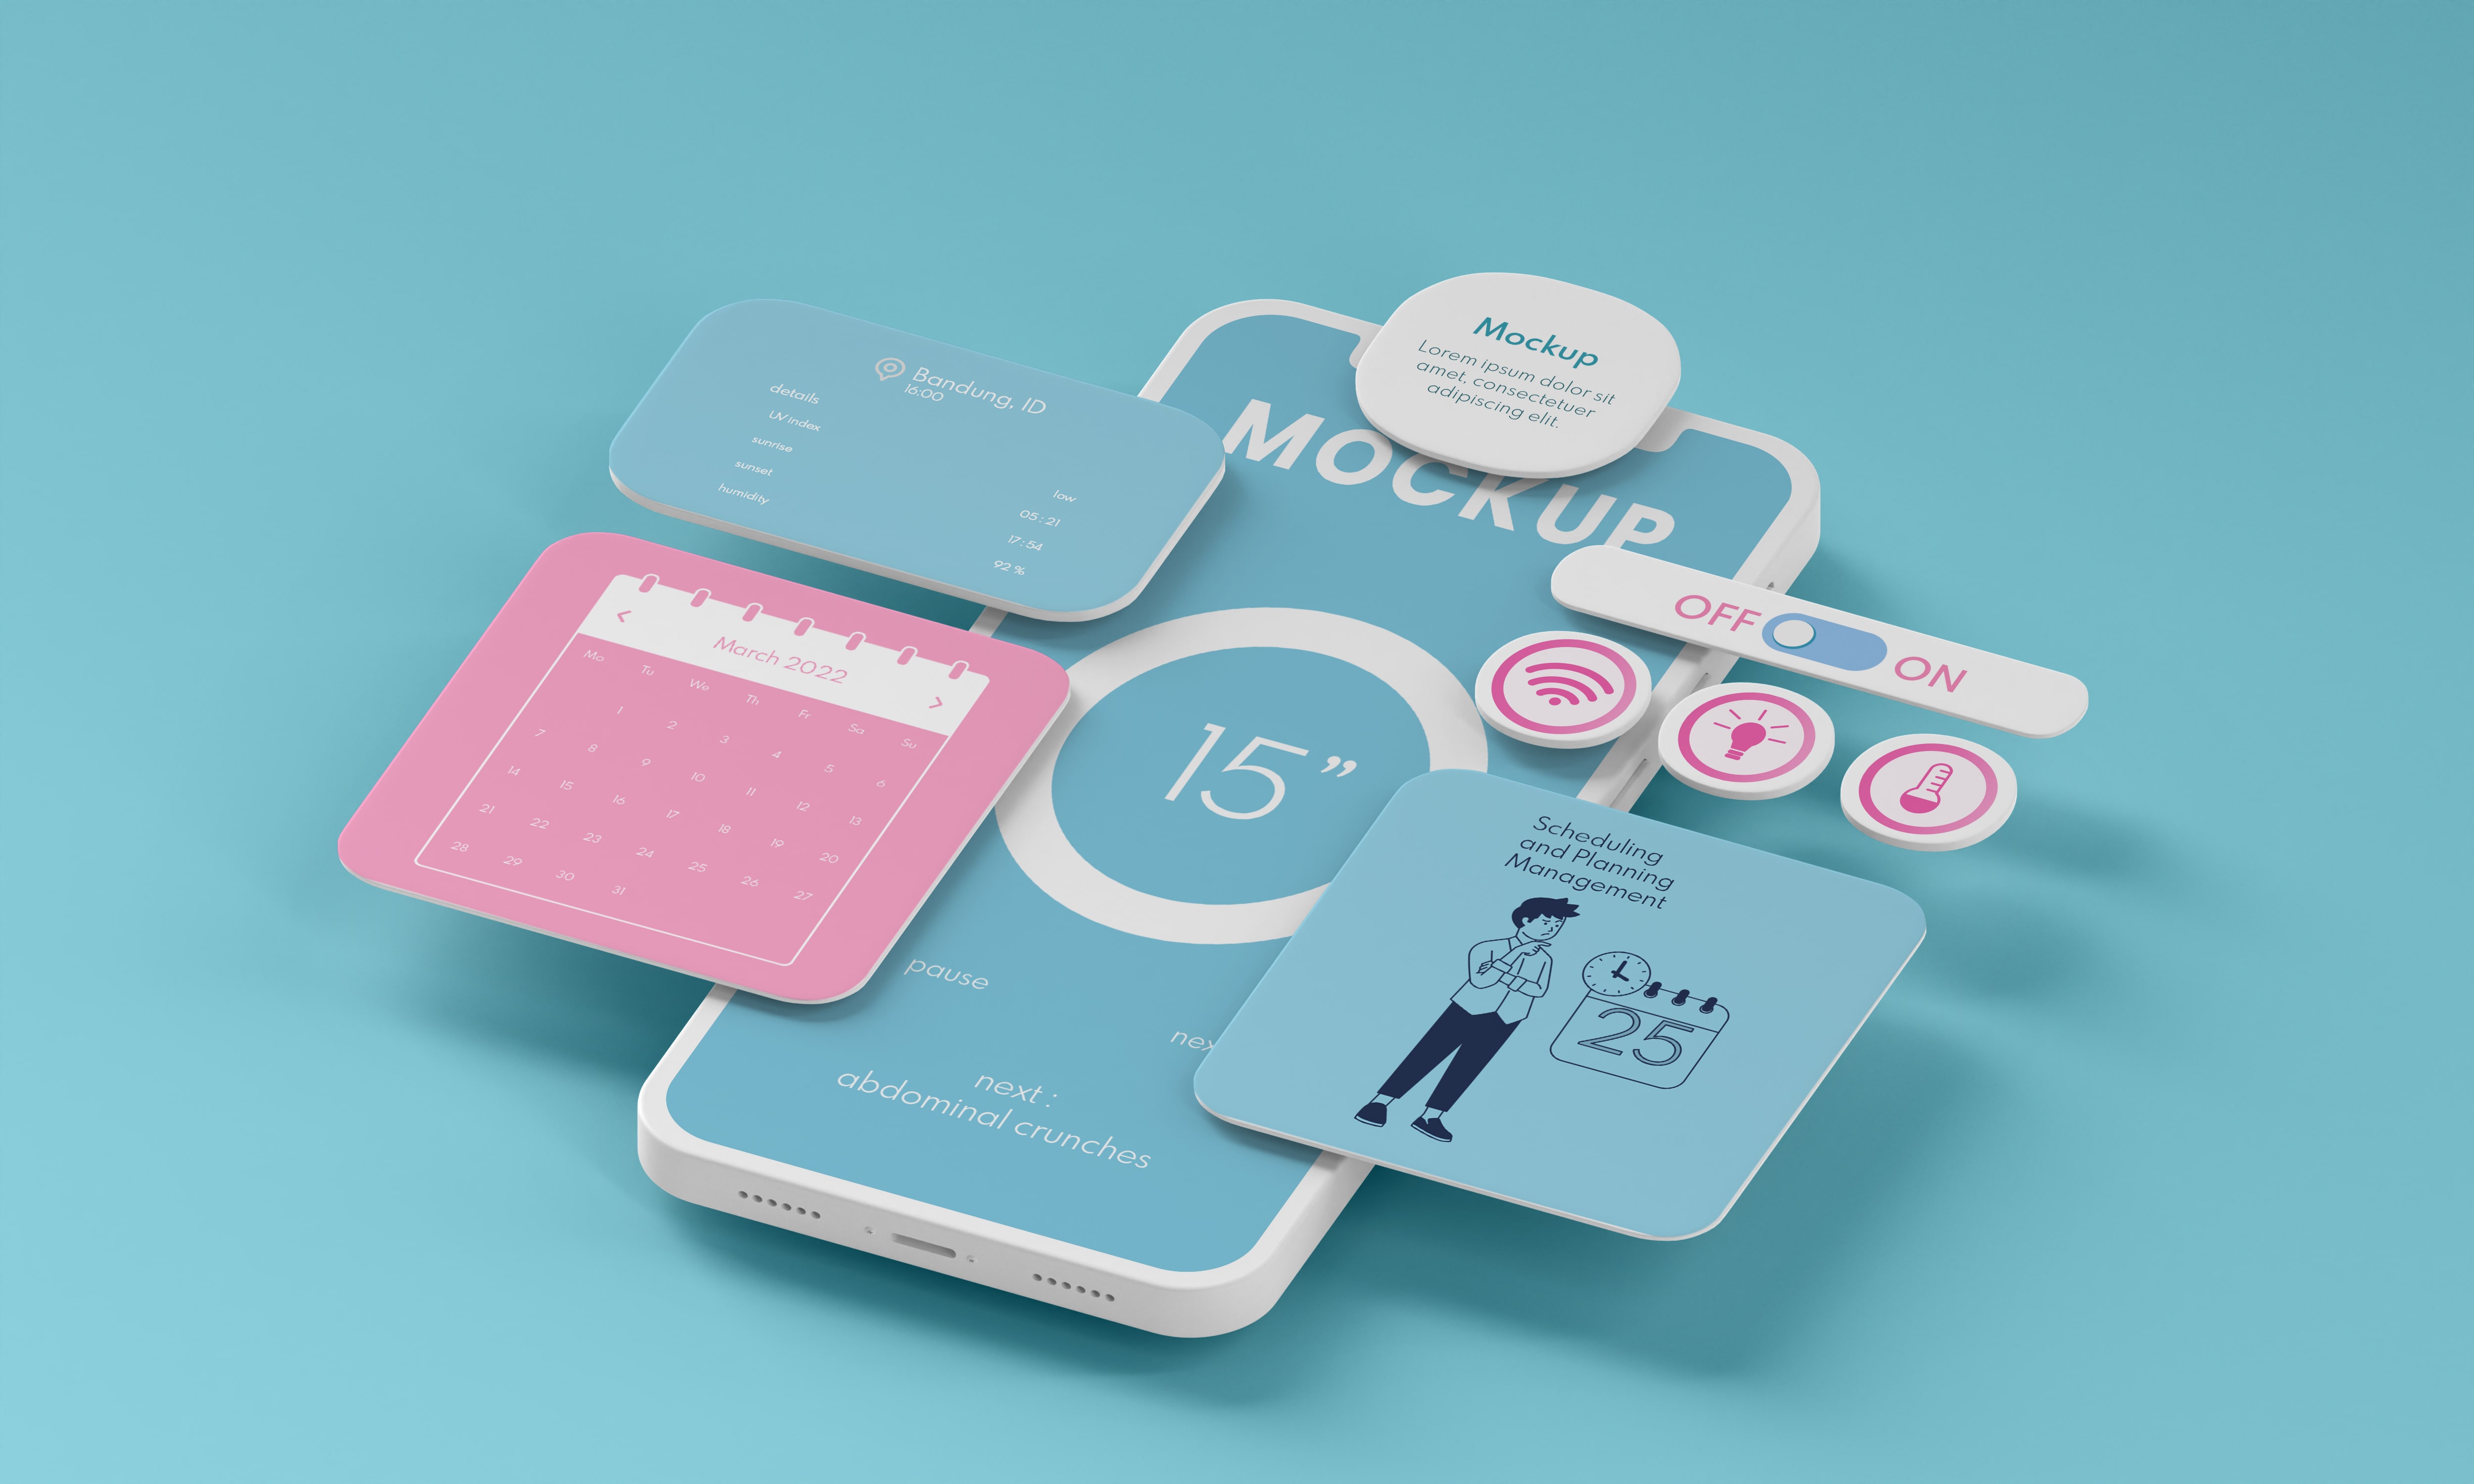 Mockup
Lorem ipsum dolor sit
amet, consectetuer
adipiscing elit.
Bandung, ID
16:00
details
UV Index low
sunrise 05 : 21
sunset 17 : 54
humidity 92 %
MOCKUP
OFF ON
< March 2022 >
Mo Tu We Th Fr Sa Su
1 2 3 4 5 6
7 8 9 10 11 12 13
14 15 16 17 18 19 20
21 22 23 24 25 26 27
28 29 30 31
15”
Scheduling
and Planning
Management
25
pause
next :
abdominal crunches